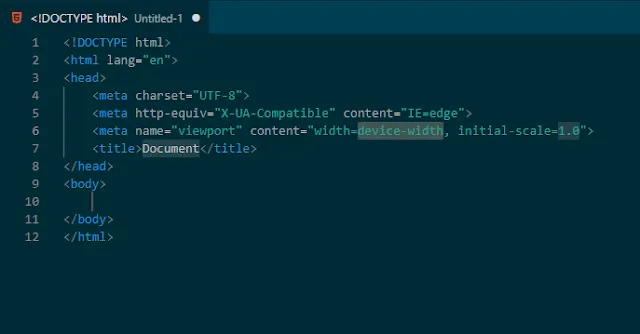 <!DOCTYPE html> Untitled-1
1 <!DOCTYPE html>
2 <html lang="en">
3 <head>
4     <meta charset="UTF-8">
5     <meta http-equiv="X-UA-Compatible" content="IE=edge">
6     <meta name="viewport" content="width=device-width, initial-scale=1.0">
7     <title>Document</title>
8 </head>
9 <body>
10
11 </body>
12 </html>